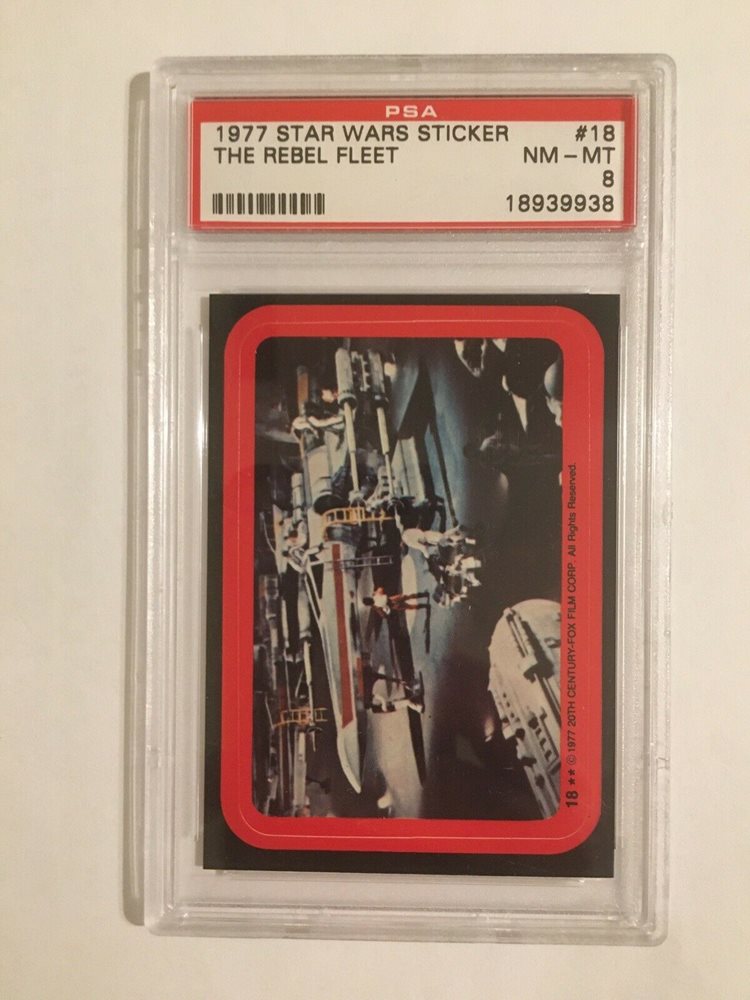 PSA
1977 STAR WARS STICKER #18
THE REBEL FLEET NM - MT
8
18939938
18 ** © 1977 20TH CENTURY-FOX FILM CORP. All Rights Reserved.